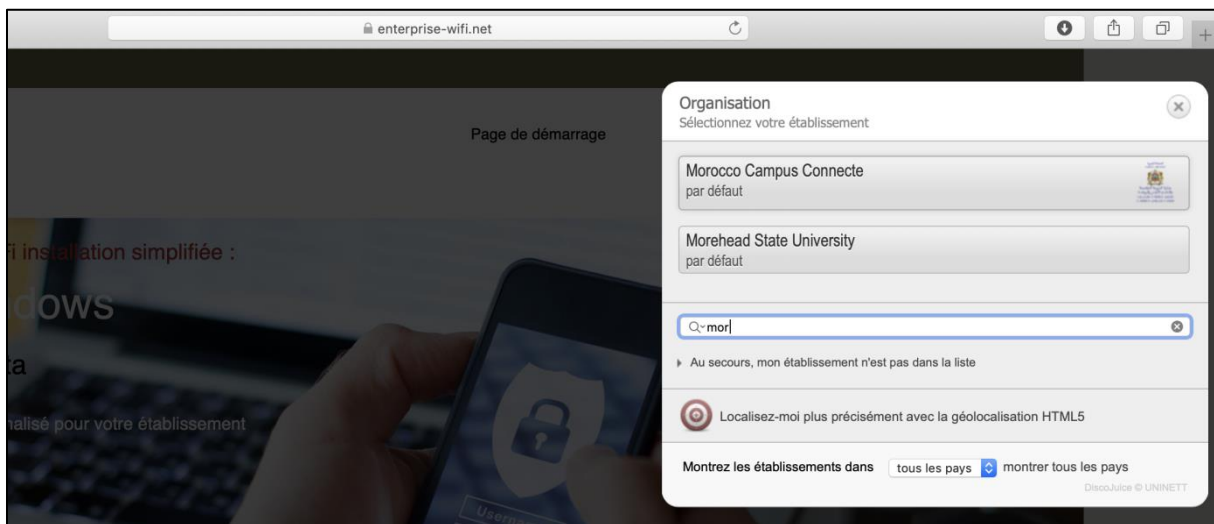 enterprise-wifi.net
Organisation
Sélectionnez votre établissement
Page de démarrage
Morocco Campus Connecte
par défaut
Morehead State University
par défaut
Fi installation simplifiée :
dows
ta
nalisé pour votre établissement
mor
Au secours, mon établissement n'est pas dans la liste
Localisez-moi plus précisément avec la géolocalisation HTML5
Montrez les établissements dans tous les pays montrer tous les pays
DiscoJuice © UNINETT